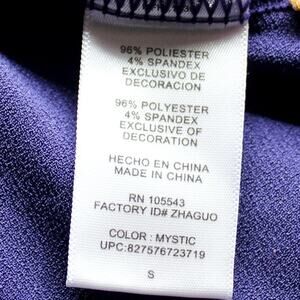 96% POLIESTER
4% SPANDEX
EXCLUSIVO DE
DECORACION
96% POLYESTER
4% SPANDEX
EXCLUSIVE OF
DECORATION
HECHO EN CHINA
MADE IN CHINA
RN 105543
FACTORY ID# ZHAGUO
COLOR : MYSTIC
UPC:827576723719
S